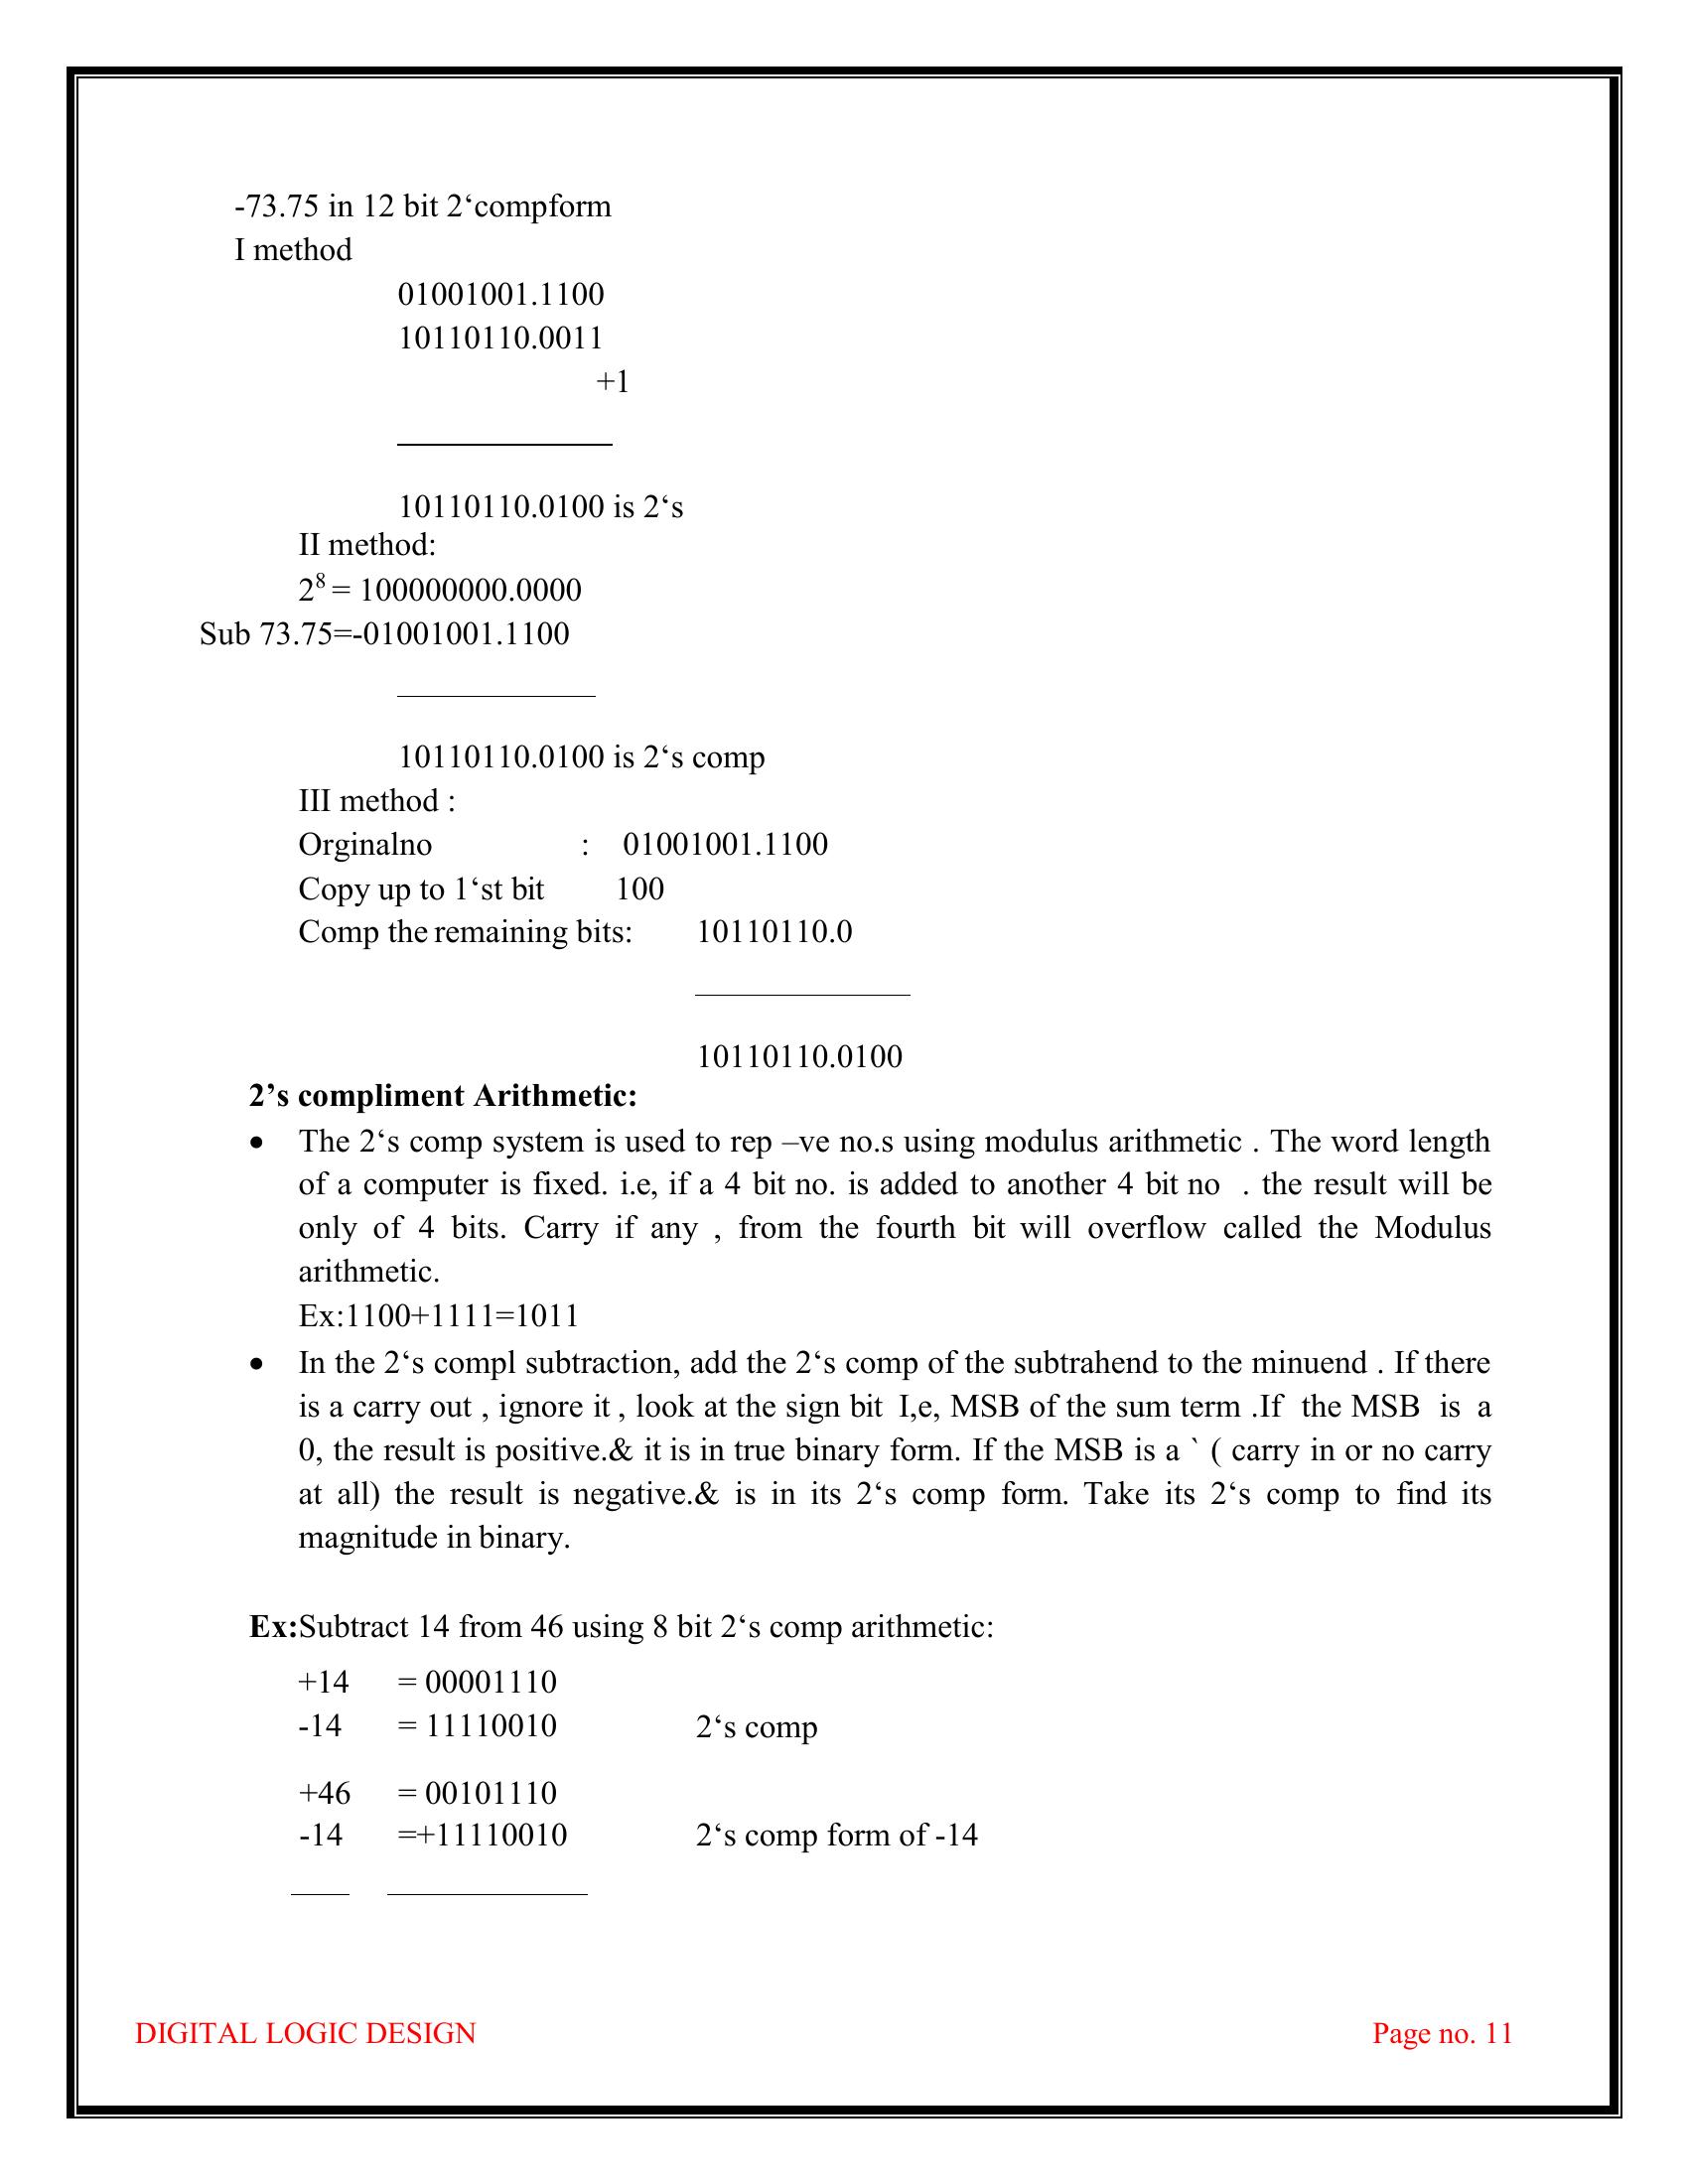 -73.75 in 12 bit 2‘compform
I method
01001001.1100
10110110.0011
+1
10110110.0100 is 2‘s
II method:
2⁸ = 100000000.0000
Sub 73.75=-01001001.1100
10110110.0100 is 2‘s comp
III method :
Orginalno : 01001001.1100
Copy up to 1‘st bit 100
Comp the remaining bits: 10110110.0
10110110.0100
2’s compliment Arithmetic:
• The 2‘s comp system is used to rep –ve no.s using modulus arithmetic . The word length
of a computer is fixed. i.e, if a 4 bit no. is added to another 4 bit no . the result will be
only of 4 bits. Carry if any , from the fourth bit will overflow called the Modulus
arithmetic.
Ex:1100+1111=1011
• In the 2‘s compl subtraction, add the 2‘s comp of the subtrahend to the minuend . If there
is a carry out , ignore it , look at the sign bit I,e, MSB of the sum term .If the MSB is a
0, the result is positive.& it is in true binary form. If the MSB is a ` ( carry in or no carry
at all) the result is negative.& is in its 2‘s comp form. Take its 2‘s comp to find its
magnitude in binary.
Ex:Subtract 14 from 46 using 8 bit 2‘s comp arithmetic:
+14 = 00001110
-14 = 11110010 2‘s comp
+46 = 00101110
-14 =+11110010 2‘s comp form of -14
DIGITAL LOGIC DESIGN Page no. 11